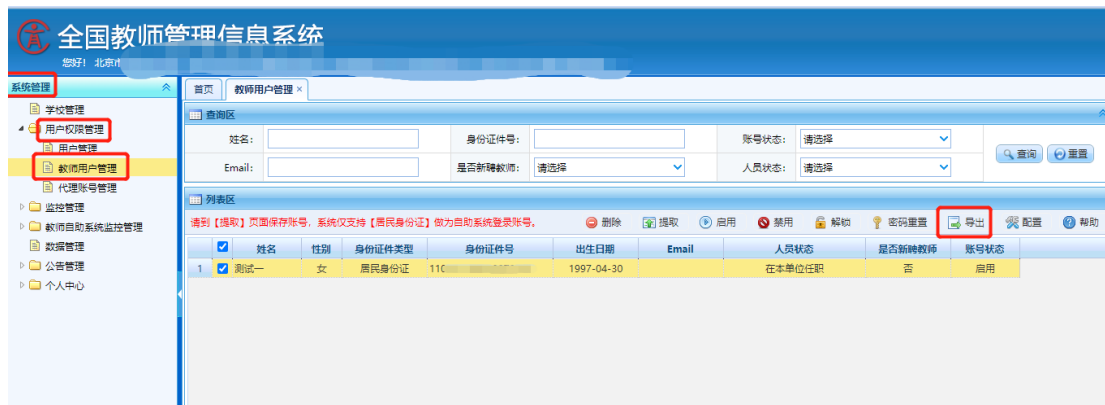 全国教师管理信息系统
您好! 北京市
系统管理
学校管理
用户权限管理
用户管理
教师用户管理
代理账号管理
监控管理
教师自助系统监控管理
数据管理
公告管理
个人中心
首页 教师用户管理 ×
查询区
姓名: 身份证件号: 账号状态: 请选择
查询 重置
Email: 是否新聘教师: 请选择 人员状态: 请选择
列表区
请到【提取】页面保存账号,系统仅支持【居民身份证】做为自助系统登录账号。 删除 提取 启用 禁用 解锁 密码重置 导出 配置 帮助
姓名 性别 身份证件类型 身份证件号 出生日期 Email 人员状态 是否新聘教师 账号状态
1 测试一 女 居民身份证 110 1997-04-30 在本单位任职 否 启用